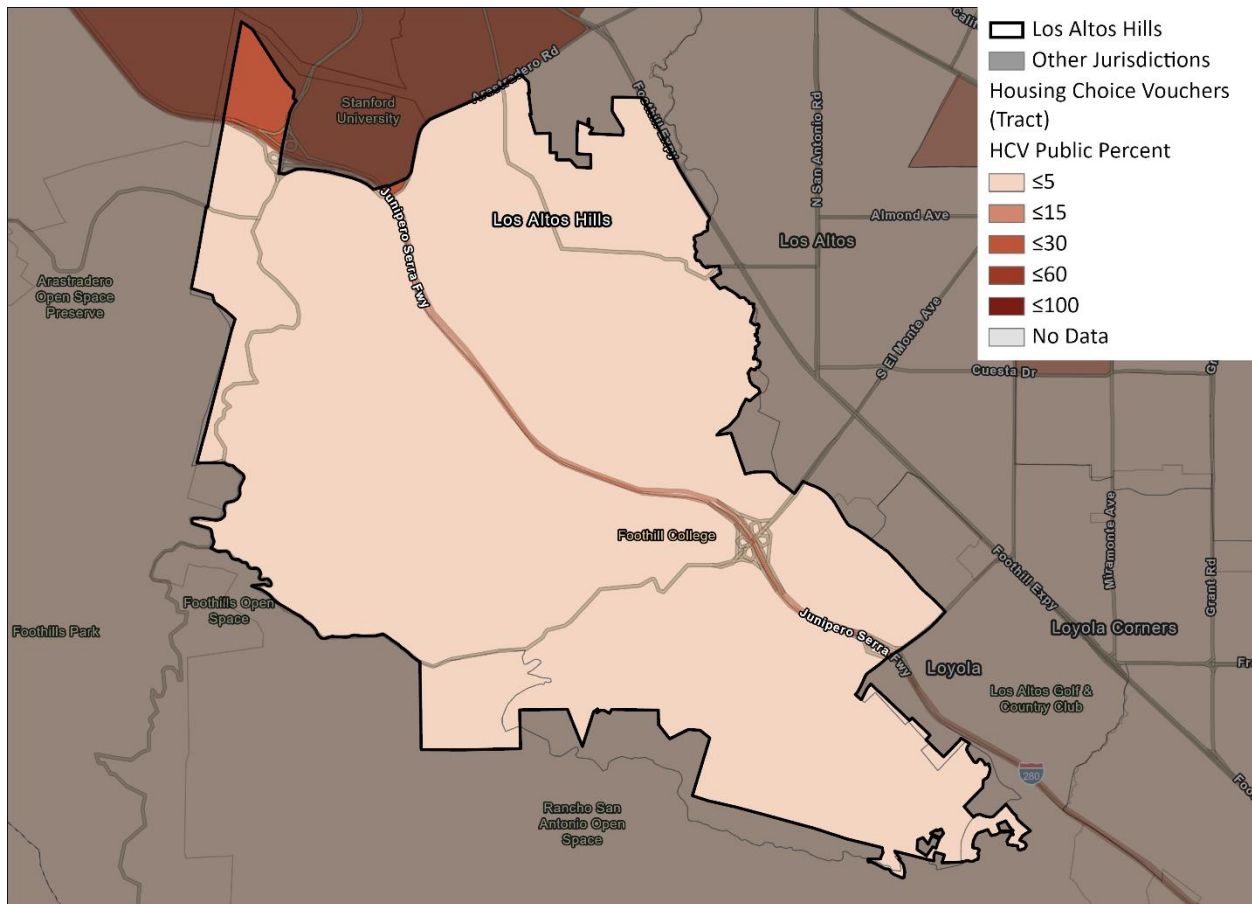 Los Altos Hills
Other Jurisdictions
Housing Choice Vouchers
(Tract)
HCV Public Percent
≤5
≤15
≤30
≤60
≤100
No Data
Arastradero Rd
Stanford
University
Foothill Expy
N San Antonio Rd
Los Altos Hills
Junipero Serra Fwy
Almond Ave
Los Altos
Arastradero
Open Space
Preserve
S El Monte Ave
Cuesta Dr
Foothill College
Miramonte Ave
Grant Rd
Foothill Expy
Foothills Open
Space
Foothills Park
Junipero Serra Fwy
Loyola Corners
Loyola
Los Altos Golf &
Country Club
280
Rancho San
Antonio Open
Space